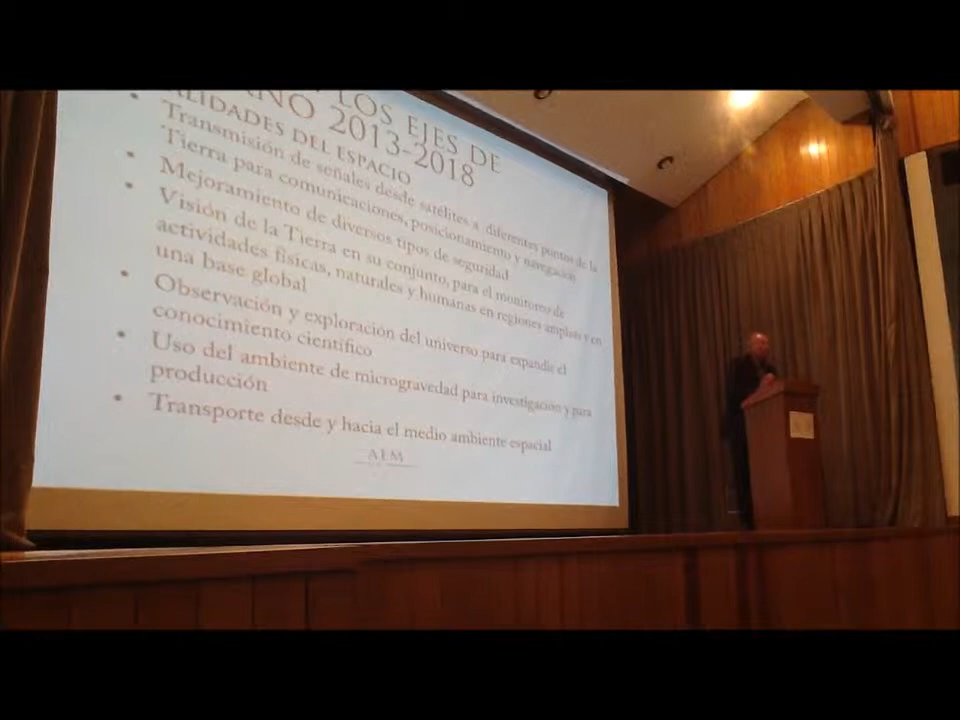 LOS EJES DE
2013-2018
DEL ESPACIO
Transmisión de señales desde satélites a diferentes puntos de la
Tierra para comunicaciones, posicionamiento y navegación
Mejoramiento de diversos tipos de seguridad
Visión de la Tierra en su conjunto, para el monitoreo de
actividades físicas, naturales y humanas en regiones amplias y en
una base global
Observación y exploración del universo para expandir el
conocimiento científico
Uso del ambiente de microgravedad para investigación y para
producción
Transporte desde y hacia el medio ambiente espacial
AEM